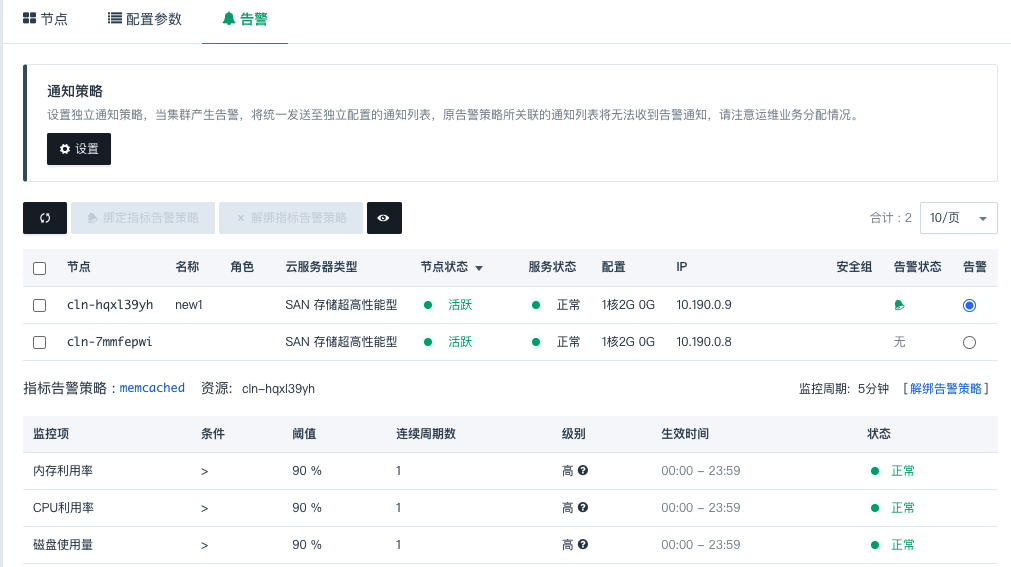 节点 配置参数 告警
通知策略
设置独立通知策略，当集群产生告警，将统一发送至独立配置的通知列表，原告警策略所关联的通知列表将无法收到告警通知，请注意运维业务分配情况。
设置
绑定指标告警策略 × 解绑指标告警策略 合计：2 10/页
节点 名称 角色 云服务器类型 节点状态 服务状态 配置 IP 安全组 告警状态 告警
cln-hqxl39yh new1 SAN 存储超高性能型 活跃 正常 1核2G 0G 10.190.0.9
cln-7mmfepwi SAN 存储超高性能型 活跃 正常 1核2G 0G 10.190.0.8 无
指标告警策略：memcached 资源: cln-hqxl39yh 监控周期: 5分钟 [解绑告警策略]
监控项 条件 阈值 连续周期数 级别 生效时间 状态
内存利用率 > 90 % 1 高 ? 00:00 - 23:59 正常
CPU利用率 > 90 % 1 高 ? 00:00 - 23:59 正常
磁盘使用量 > 90 % 1 高 ? 00:00 - 23:59 正常